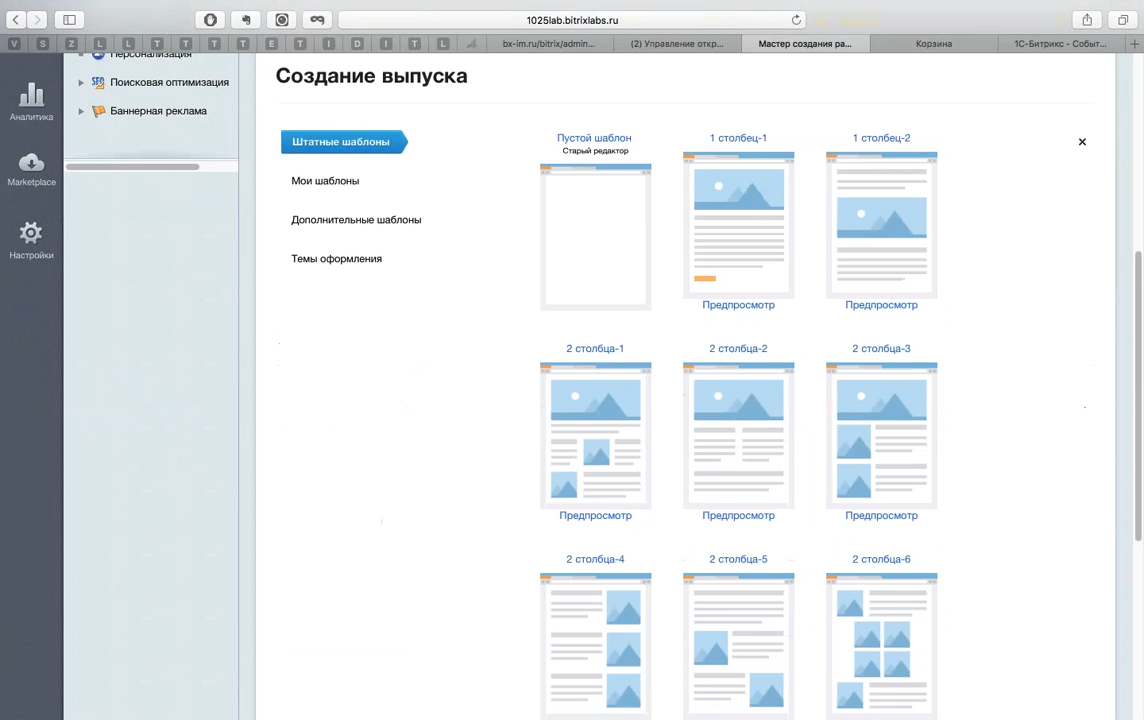 1025lab.bitrixlabs.ru
V S Z L L T T T T E T I D I T L
bx-im.ru/bitrix/admin...
(2) Управление откр...
Мастер создания ра...
Корзина
1С-Битрикс - Событ...
Персонализация
Поисковая оптимизация
Баннерная реклама
Аналитика
Marketplace
Настройки
Создание выпуска
Штатные шаблоны
Мои шаблоны
Дополнительные шаблоны
Темы оформления
Пустой шаблон
Старый редактор
1 столбец-1
Предпросмотр
1 столбец-2
Предпросмотр
2 столбца-1
Предпросмотр
2 столбца-2
Предпросмотр
2 столбца-3
Предпросмотр
2 столбца-4
2 столбца-5
2 столбца-6